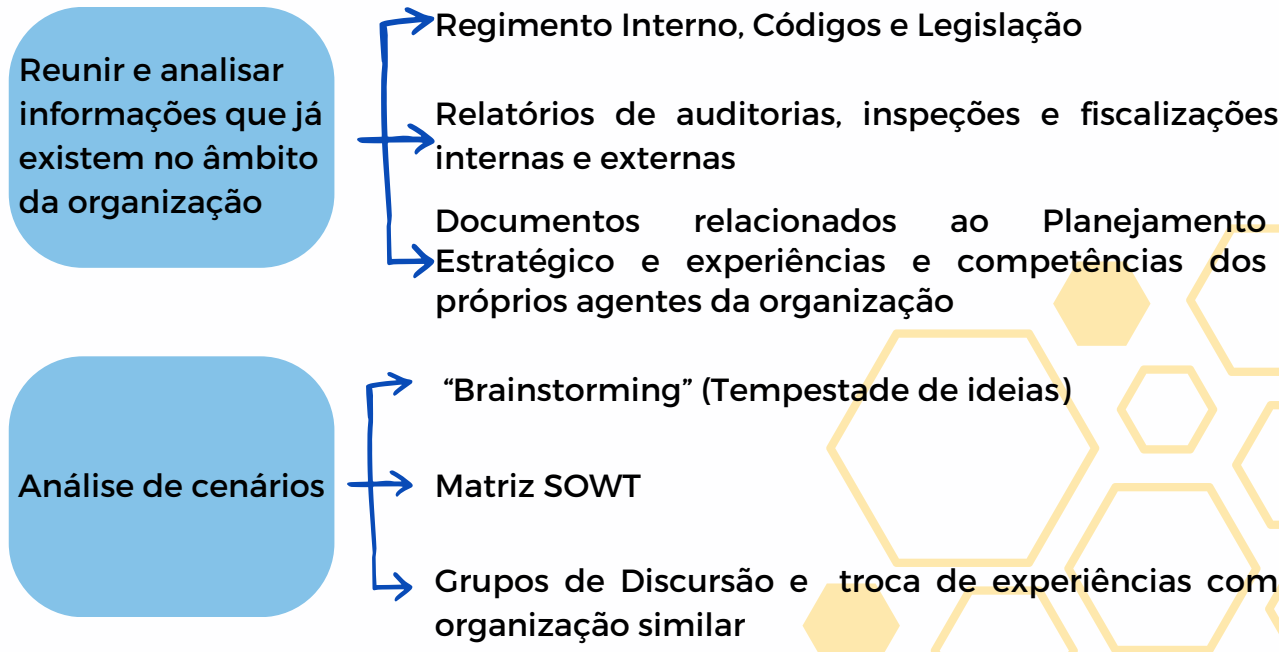 Reunir e analisar
informações que já
existem no âmbito
da organização
Regimento Interno, Códigos e Legislação
Relatórios de auditorias, inspeções e fiscalizações
internas e externas
Documentos relacionados ao Planejamento
Estratégico e experiências e competências dos
próprios agentes da organização
Análise de cenários
“Brainstorming” (Tempestade de ideias)
Matriz SOWT
Grupos de Discursão e troca de experiências com
organização similar